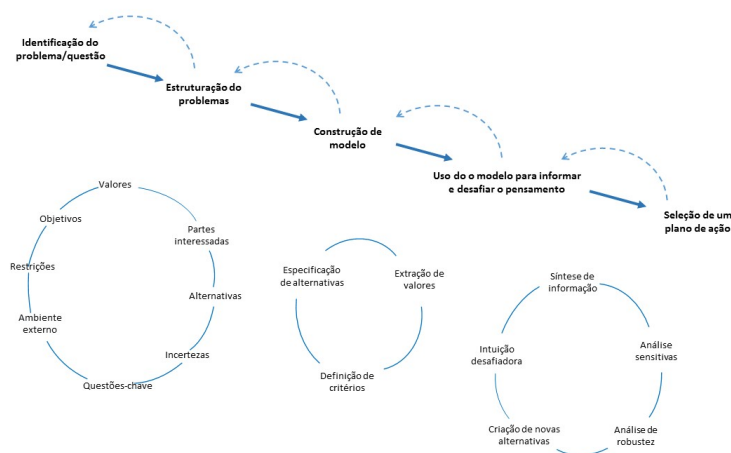 Identificação do
problema/questão
Estruturação do
problemas
Construção de
modelo
Uso do o modelo para informar
e desafiar o pensamento
Seleção de um
plano de ação
Valores
Partes
interessadas
Alternativas
Incertezas
Questões-chave
Ambiente
externo
Restrições
Objetivos
Especificação
de alternativas
Extração de
valores
Definição de
critérios
Síntese de
informação
Análise
sensitivas
Análise de
robustez
Criação de novas
alternativas
Intuição
desafiadora